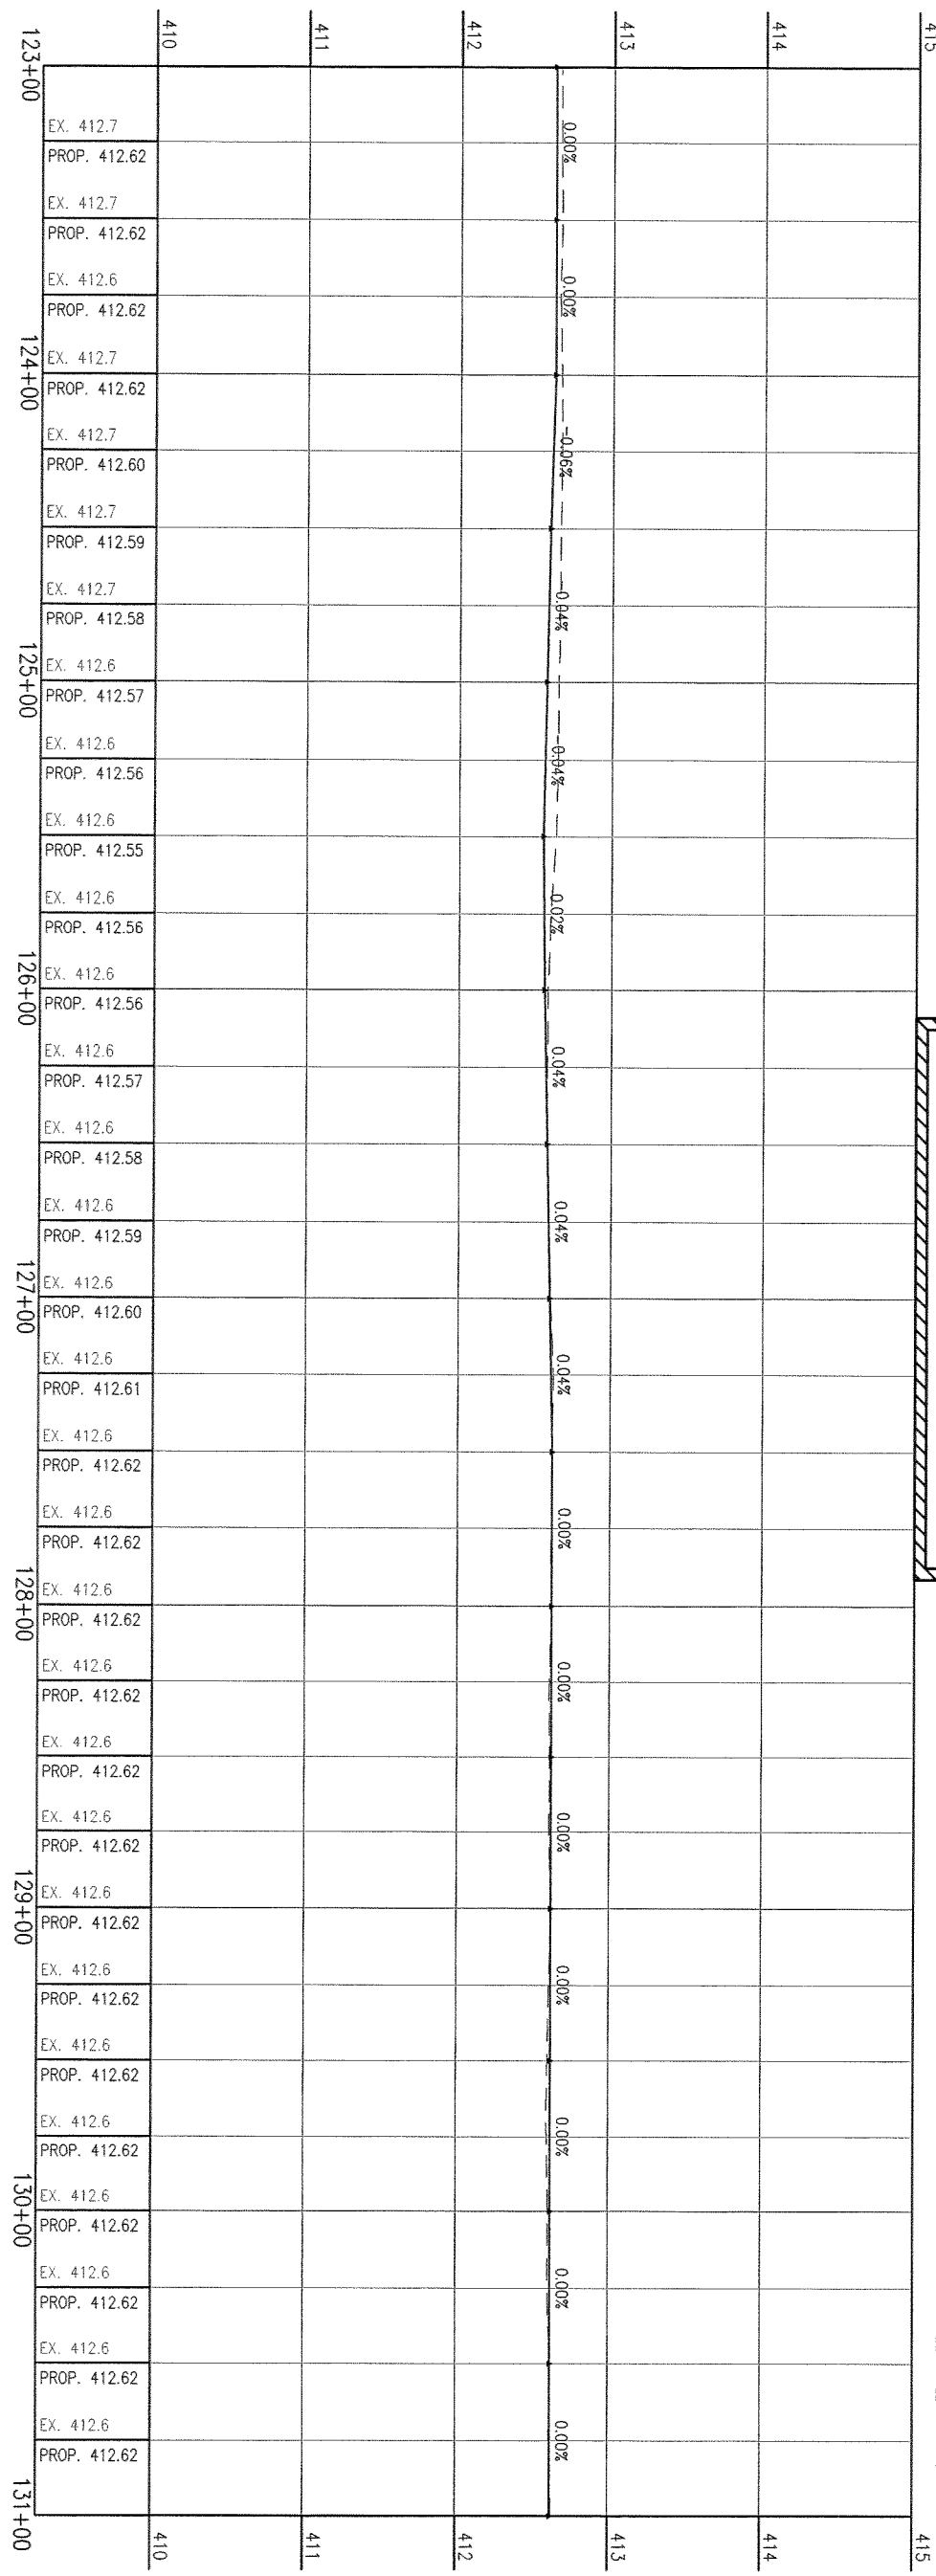 415
414
413
412
411
410
0.00%
0.00%
-0.06%
-0.04%
-0.04%
0.02%
0.04%
0.04%
0.04%
0.00%
0.00%
0.00%
0.00%
0.00%
0.00%
0.00%
415
414
413
412
411
410
EX. 412.7
PROP. 412.62
EX. 412.7
PROP. 412.62
EX. 412.6
PROP. 412.62
EX. 412.7
PROP. 412.62
EX. 412.7
PROP. 412.60
EX. 412.7
PROP. 412.59
EX. 412.7
PROP. 412.58
EX. 412.6
PROP. 412.57
EX. 412.6
PROP. 412.56
EX. 412.6
PROP. 412.55
EX. 412.6
PROP. 412.56
EX. 412.6
PROP. 412.56
EX. 412.6
PROP. 412.57
EX. 412.6
PROP. 412.58
EX. 412.6
PROP. 412.59
EX. 412.6
PROP. 412.60
EX. 412.6
PROP. 412.61
EX. 412.6
PROP. 412.62
EX. 412.6
PROP. 412.62
EX. 412.6
PROP. 412.62
EX. 412.6
PROP. 412.62
EX. 412.6
PROP. 412.62
EX. 412.6
PROP. 412.62
EX. 412.6
PROP. 412.62
EX. 412.6
PROP. 412.62
EX. 412.6
PROP. 412.62
EX. 412.6
PROP. 412.62
EX. 412.6
PROP. 412.62
EX. 412.6
PROP. 412.62
EX. 412.6
PROP. 412.62
EX. 412.6
PROP. 412.62
123+00
124+00
125+00
126+00
127+00
128+00
129+00
130+00
131+00